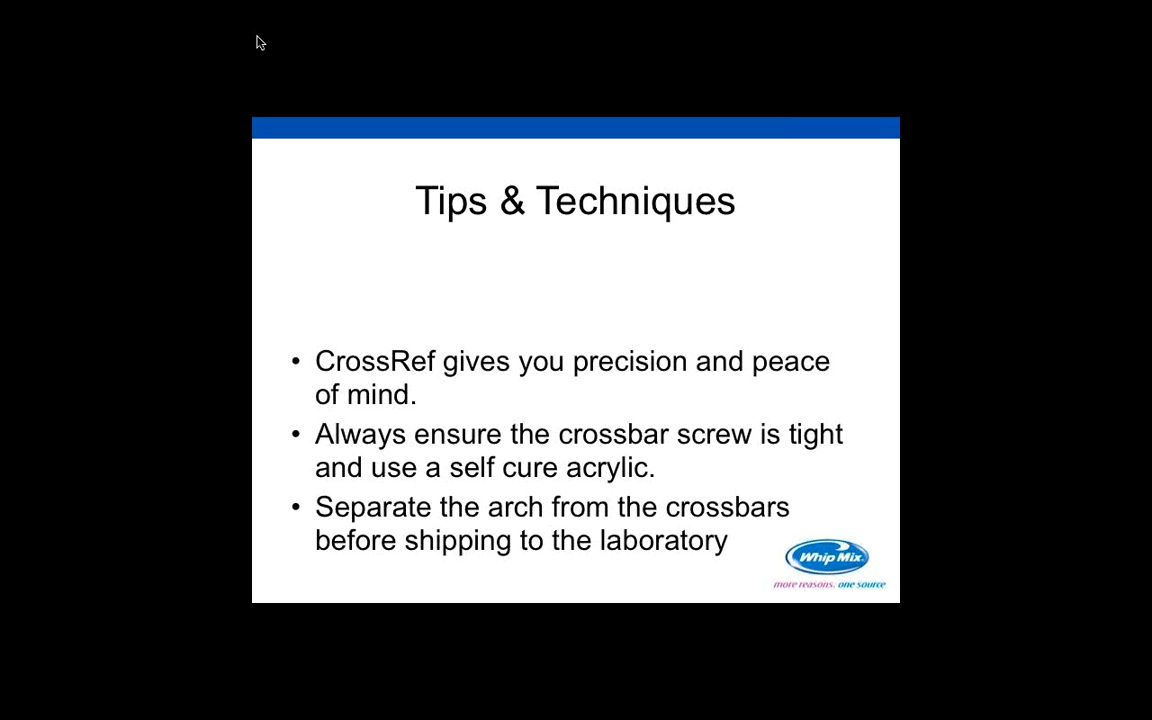 Tips & Techniques
• CrossRef gives you precision and peace
of mind.
• Always ensure the crossbar screw is tight
and use a self cure acrylic.
• Separate the arch from the crossbars
before shipping to the laboratory
Whip Mix
more reasons. one source